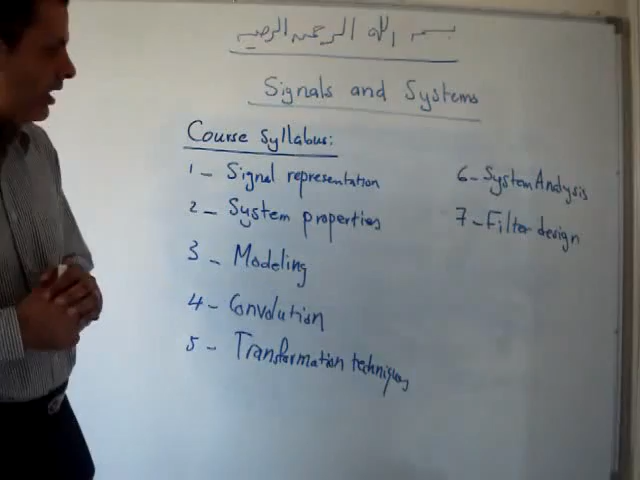 بسم الله الرحمن الرحيم
Signals and Systems
Course Syllabus:
1 - Signal representation
2 - System properties
3 - Modeling
4 - Convolution
5 - Transformation techniques
6 - System Analysis
7 - Filter design